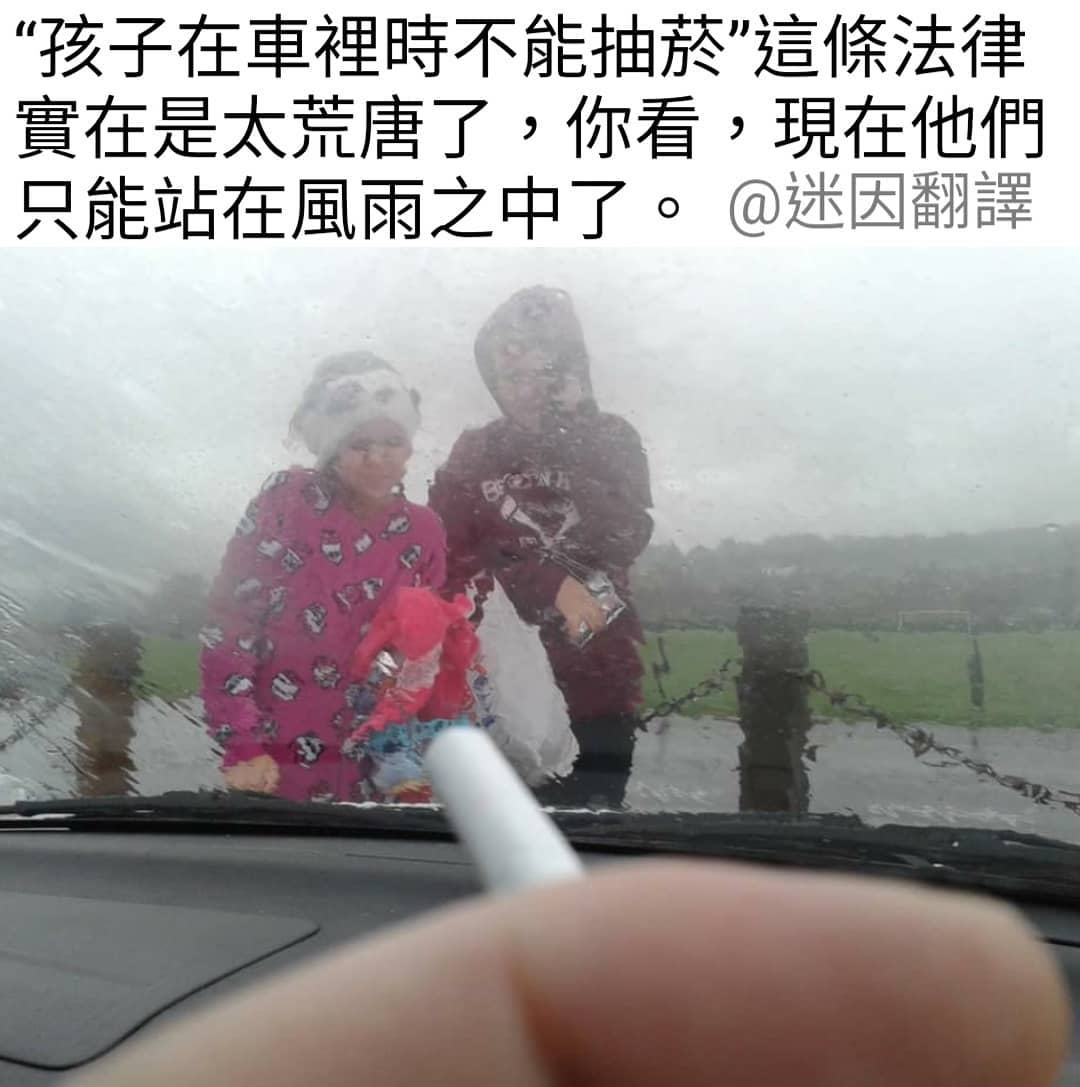 “孩子在車裡時不能抽菸”這條法律
實在是太荒唐了，你看，現在他們
只能站在風雨之中了。 @迷因翻譯